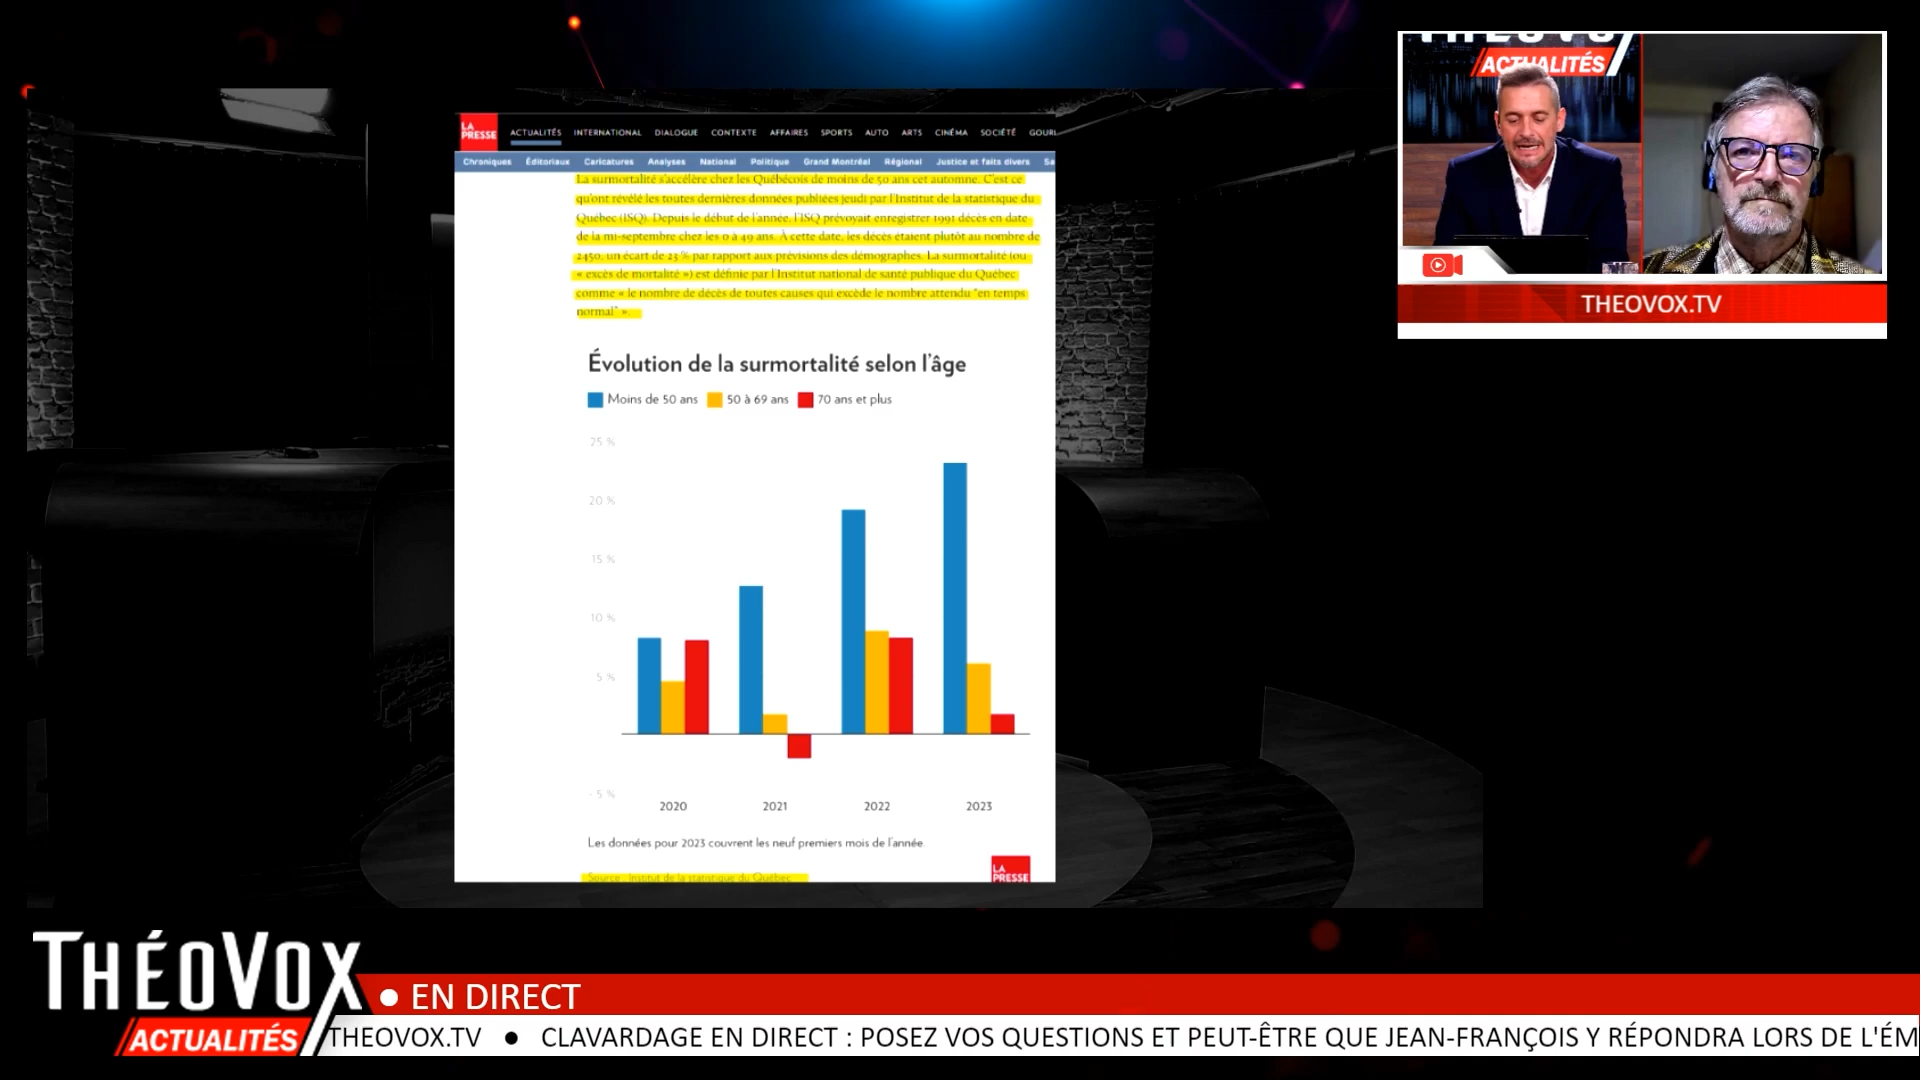 LA PRESSE
ACTUALITÉS INTERNATIONAL DIALOGUE CONTEXTE AFFAIRES SPORTS AUTO ARTS CINÉMA SOCIÉTÉ GOUR
Chroniques Éditoriaux Caricatures Analyses National Politique Grand Montréal Régional Justice et faits divers Sa
La surmortalité s'accélère chez les Québécois de moins de 50 ans cet automne. C'est ce
qu'ont révélé les toutes dernières données publiées jeudi par l'Institut de la statistique du
Québec (ISQ). Depuis le début de l'année, l'ISQ prévoyait enregistrer 1991 décès en date
de la mi-septembre chez les 0 à 49 ans. À cette date, les décès étaient plutôt au nombre de
2450, un écart de 23 % par rapport aux prévisions des démographes. La surmortalité (ou
« excès de mortalité ») est définie par l'Institut national de santé publique du Québec
comme « le nombre de décès de toutes causes qui excède le nombre attendu "en temps
normal" ».
Évolution de la surmortalité selon l'âge
Moins de 50 ans 50 à 69 ans 70 ans et plus
25 %
20 %
15 %
10 %
5 %
- 5 %
2020 2021 2022 2023
Les données pour 2023 couvrent les neuf premiers mois de l'année.
Source : Institut de la statistique du Québec
LA PRESSE
ACTUALITÉS
THEOVOX.TV
THÉOVOX
ACTUALITÉS
● EN DIRECT
THEOVOX.TV ● CLAVARDAGE EN DIRECT : POSEZ VOS QUESTIONS ET PEUT-ÊTRE QUE JEAN-FRANÇOIS Y RÉPONDRA LORS DE L'ÉM